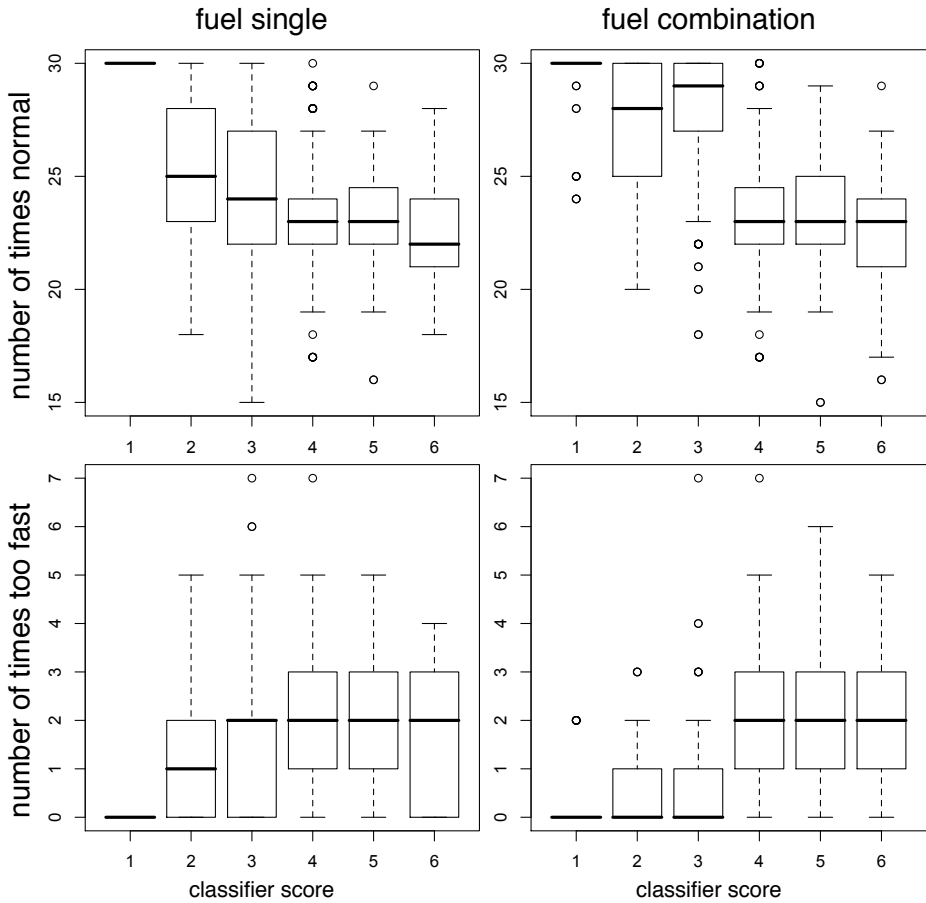 fuel single
fuel combination
number of times normal
30
25
20
15
1 2 3 4 5 6
30
25
20
15
1 2 3 4 5 6
number of times too fast
7
6
5
4
3
2
1
0
1 2 3 4 5 6
classifier score
7
6
5
4
3
2
1
0
1 2 3 4 5 6
classifier score